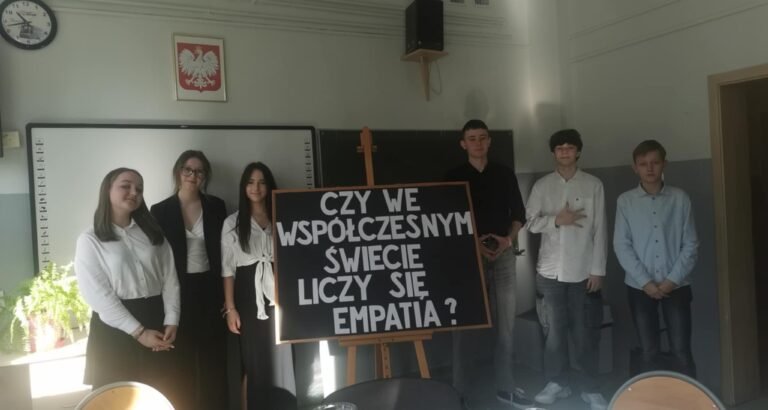 CZY WE
WSPÓŁCZESNYM
ŚWIECIE
LICZY SIĘ
EMPATIA ?